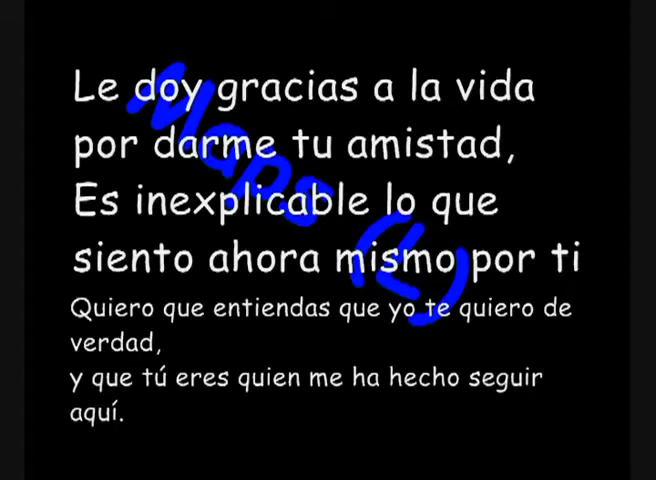 Le doy gracias a la vida
por darme tu amistad,
Es inexplicable lo que
siento ahora mismo por ti
Quiero que entiendas que yo te quiero de
verdad,
y que tú eres quien me ha hecho seguir
aquí.
Maps (L)